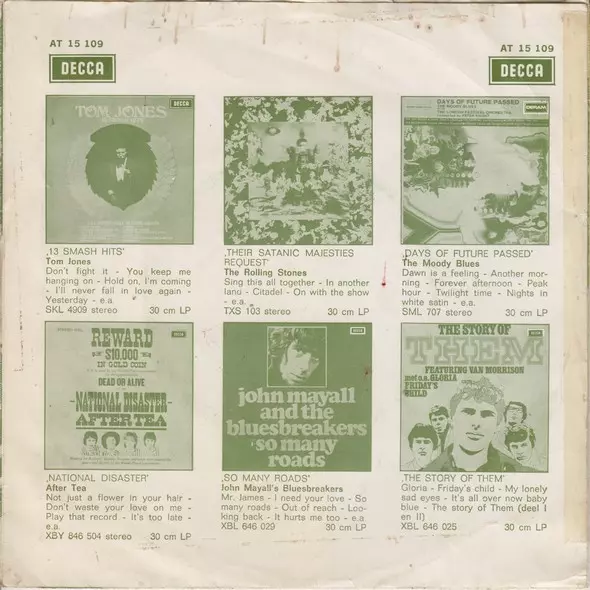 AT 15 109
AT 15 109
DECCA
DECCA
TOM JONES
DAYS OF FUTURE PASSED
THE MOODY BLUES
DERAM
,13 SMASH HITS'
Tom Jones
Don't fight it - You keep me
hanging on - Hold on, I'm coming
- I'll never fall in love again -
Yesterday - e.a.
SKL 4909 stereo 30 cm LP
,THEIR SATANIC MAJESTIES
REQUEST'
The Rolling Stones
Sing this all together - In another
lanu - Citadel - On with the show
- e.a.
TXS 103 stereo 30 cm LP
,DAYS OF FUTURE PASSED'
The Moody Blues
Dawn is a feeling - Another mor-
ning - Forever afternoon - Peak
hour - Twilight time - Nights in
white satin - e.a.
SML 707 stereo 30 cm LP
REWARD
$10,000
IN GOLD COIN
DEAD OR ALIVE
-NATIONAL DISASTER-
AFTER TEA
john mayall
and the
bluesbreakers
so many
roads
THE STORY OF
THEM
FEATURING VAN MORRISON
met o.a. GLORIA
FRIDAY'S
CHILD
,NATIONAL DISASTER'
After Tea
Not just a flower in your hair -
Don't waste your love on me -
Play that record - It's too late -
e.a.
XBY 846 504 stereo 30 cm LP
,SO MANY ROADS'
John Mayall's Bluesbreakers
Mr. James - I need your love - So
many roads - Out of reach - Loo-
king back - It hurts me too - e.a
XBL 646 029 30 cm LP
,THE STORY OF THEM'
Gloria - Friday's child - My lonely
sad eyes - It's all over now baby
blue - The story of Them (deel I
en II)
XBL 646 025 30 cm LP